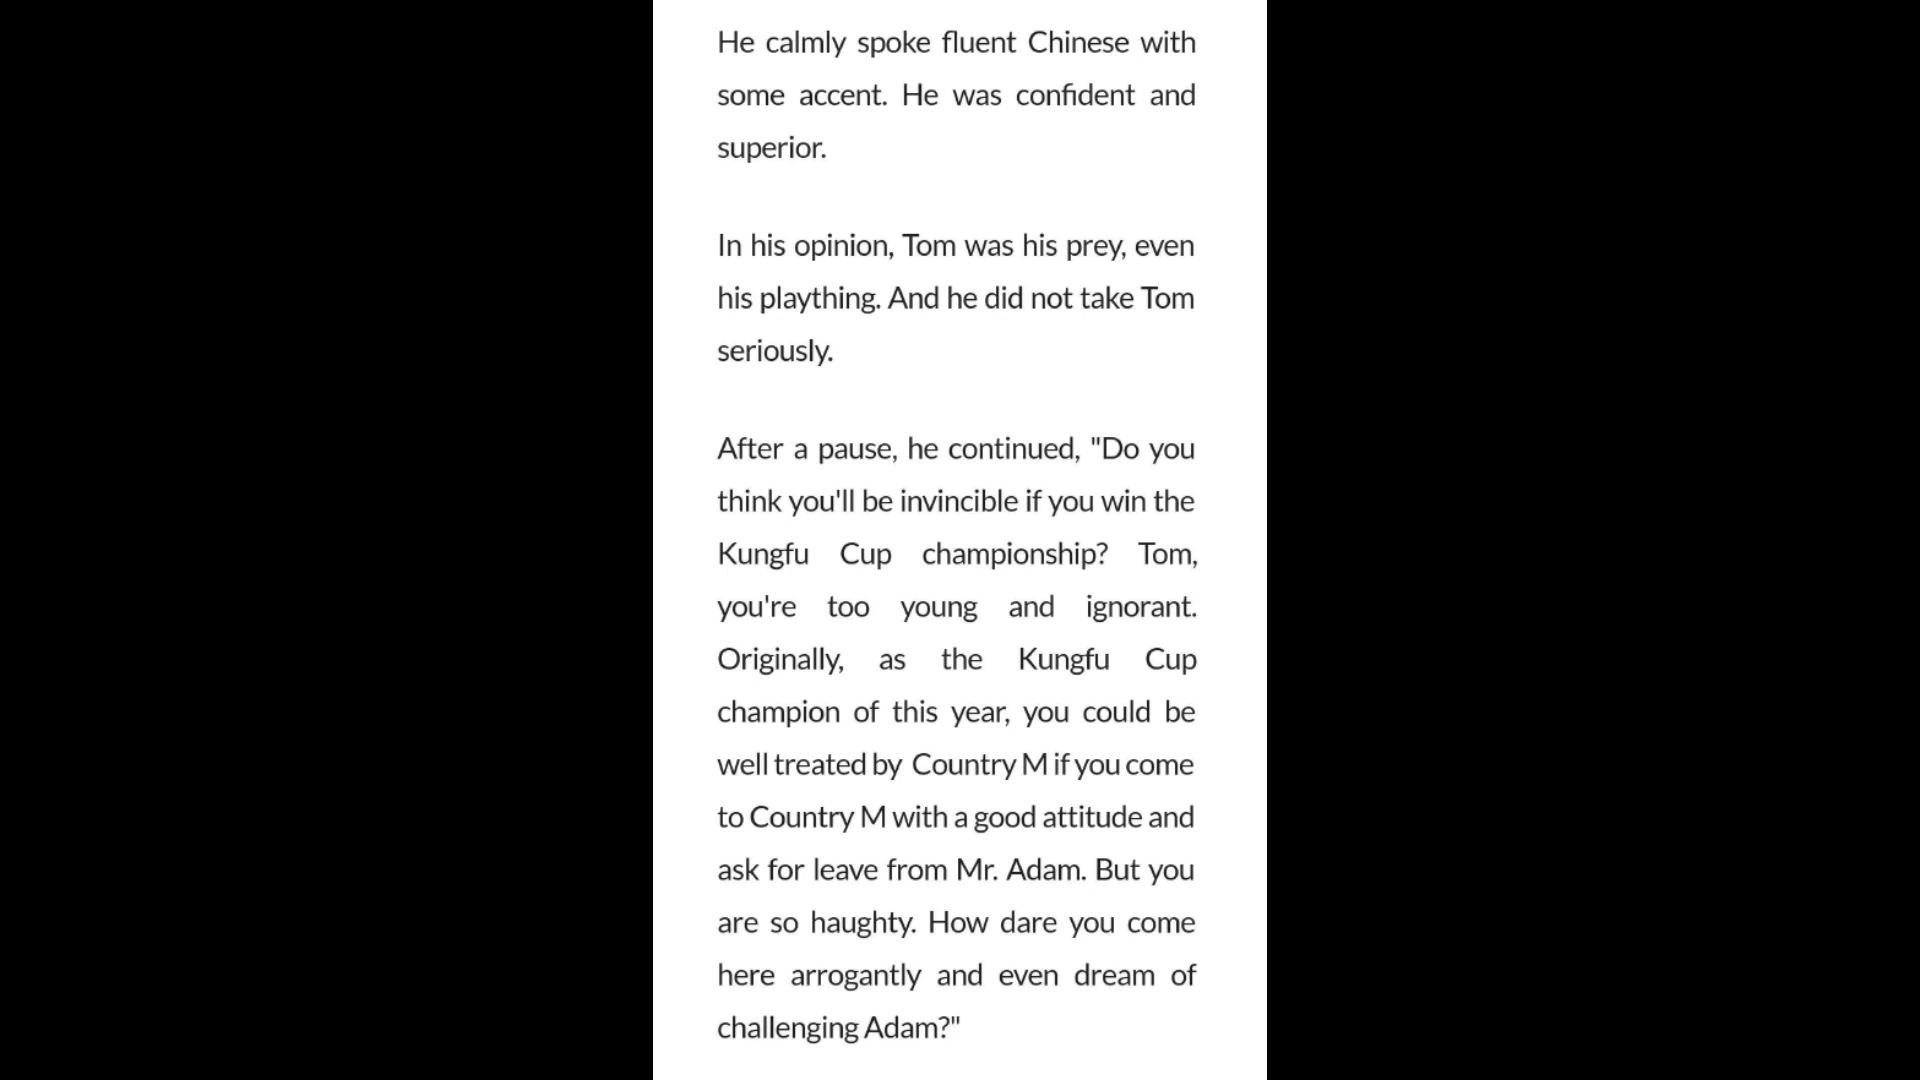 He calmly spoke fluent Chinese with
some accent. He was confident and
superior.
In his opinion, Tom was his prey, even
his plaything. And he did not take Tom
seriously.
After a pause, he continued, "Do you
think you'll be invincible if you win the
Kungfu Cup championship? Tom,
you're too young and ignorant.
Originally, as the Kungfu Cup
champion of this year, you could be
well treated by Country M if you come
to Country M with a good attitude and
ask for leave from Mr. Adam. But you
are so haughty. How dare you come
here arrogantly and even dream of
challenging Adam?"